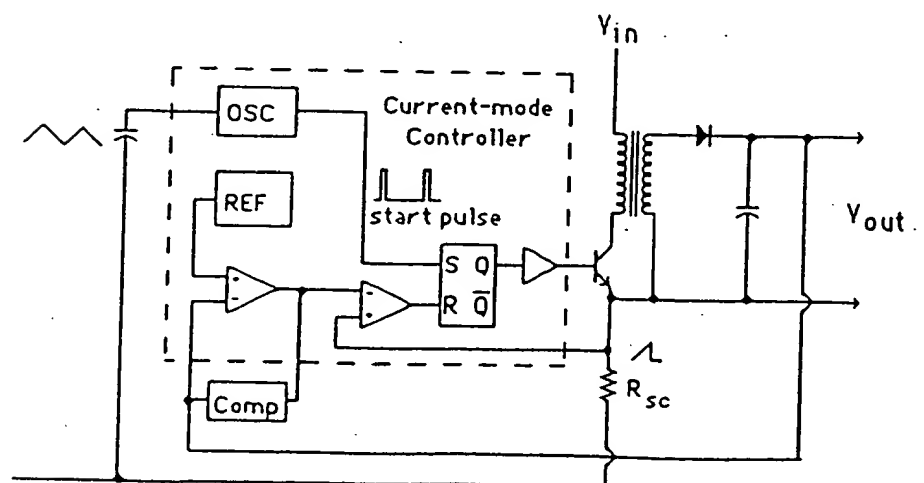 Vin
OSC
Current-mode
Controller
REF
start pulse
Vout
S Q
R Q̅
Comp
Rsc